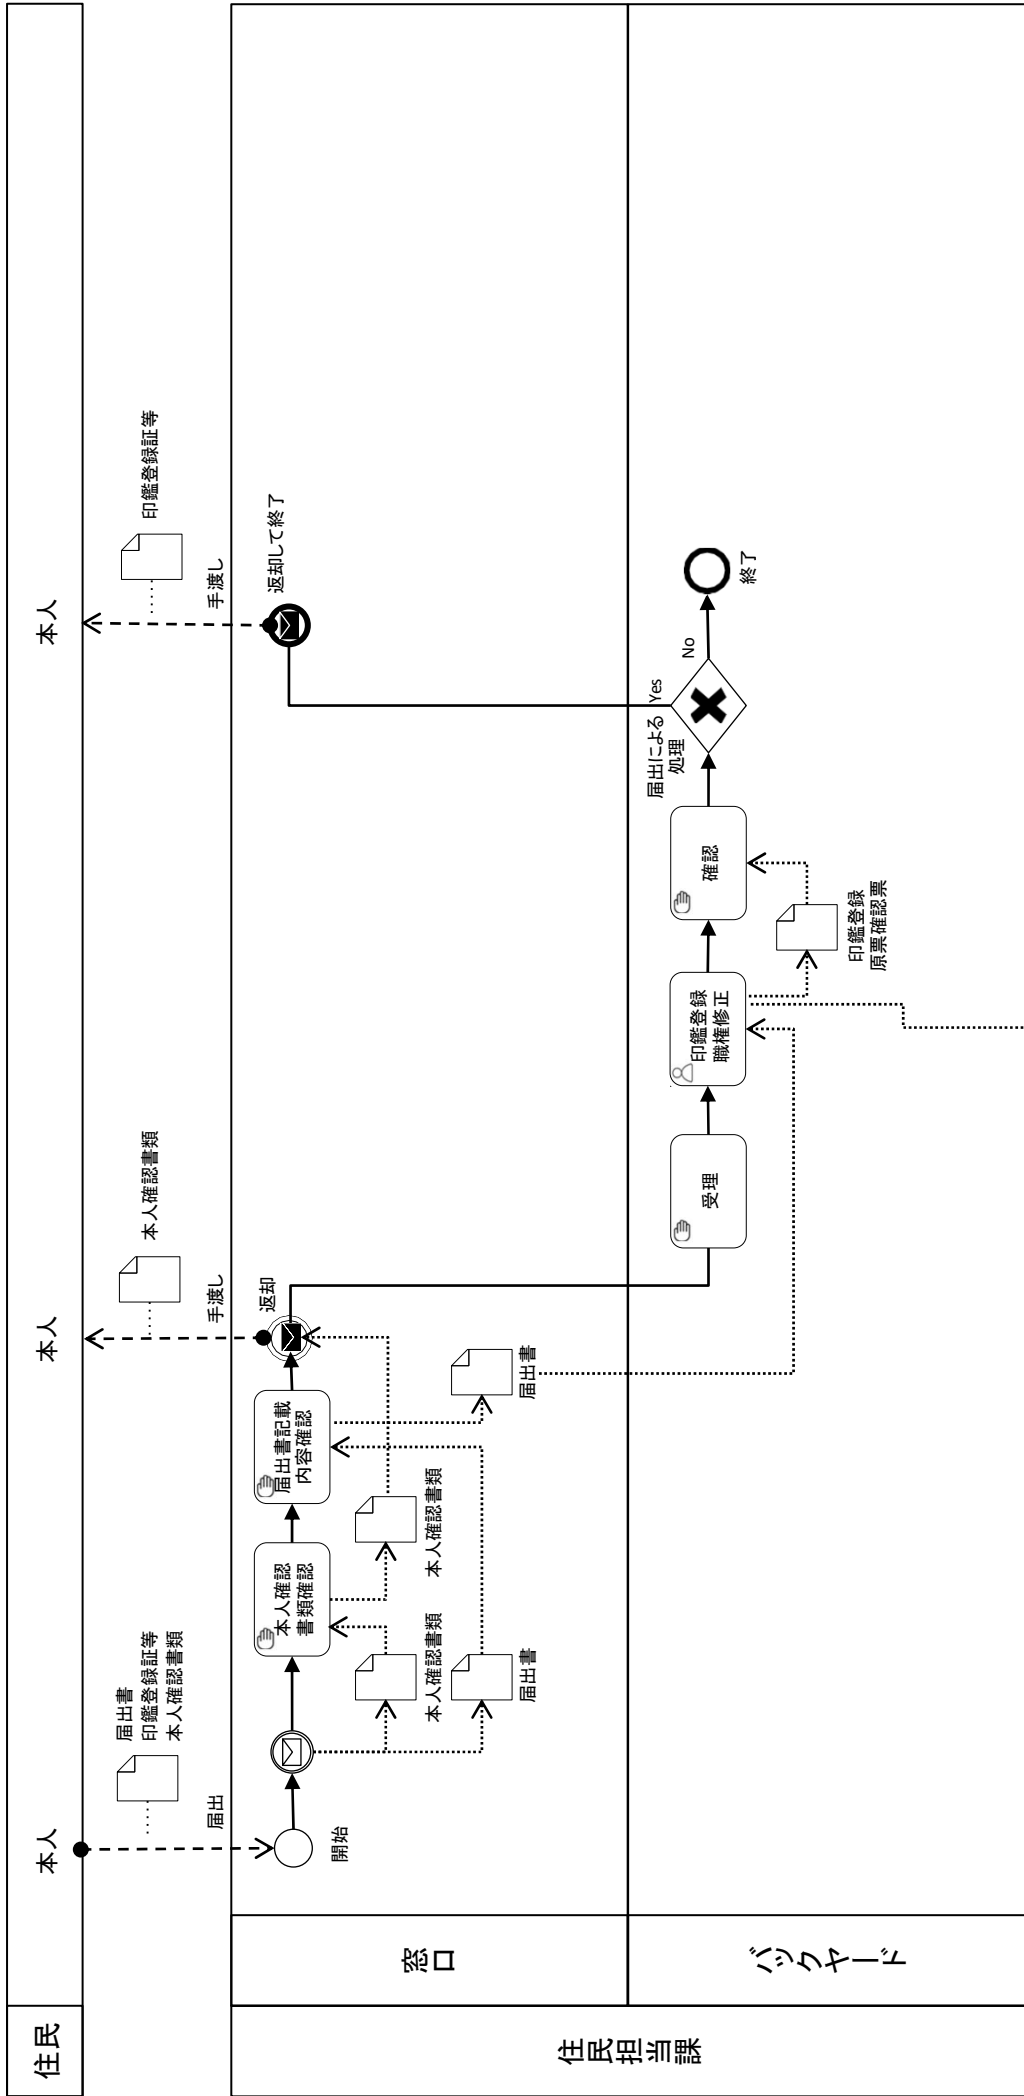 住民
本人
本人
本人
届出書
印鑑登録証等
本人確認書類
届出
本人確認書類
手渡し
印鑑登録証等
手渡し
住民担当課
窓口
開始
本人確認
書類確認
届出書記載
内容確認
返却
返却して終了
本人確認書類
届出書
本人確認書類
届出書
バックヤード
受理
印鑑登録
職権修正
確認
届出による
処理
Yes
No
終了
印鑑登録
原票確認票